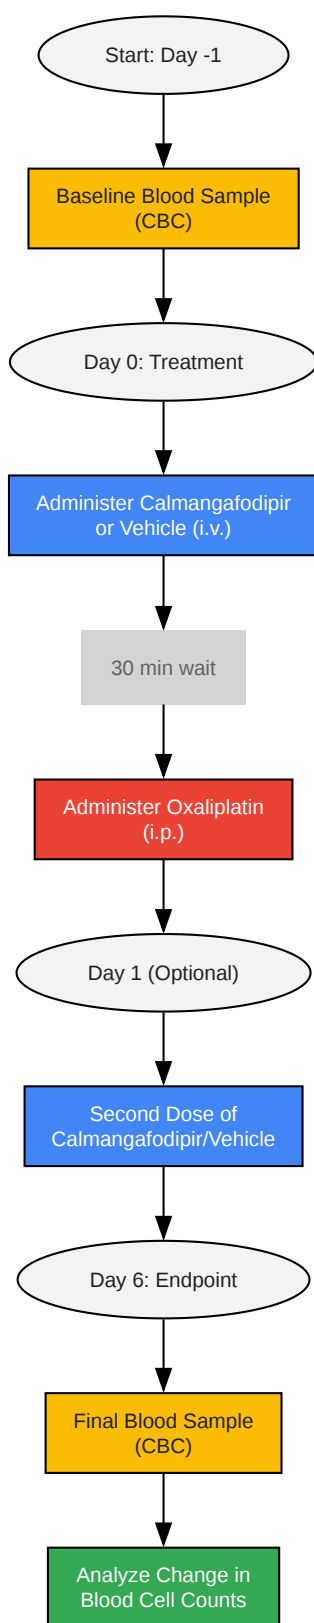 Start: Day -1
Baseline Blood Sample
(CBC)
Day 0: Treatment
Administer Calmangafodipir
or Vehicle (i.v.)
30 min wait
Administer Oxaliplatin
(i.p.)
Day 1 (Optional)
Second Dose of
Calmangafodipir/Vehicle
Day 6: Endpoint
Final Blood Sample
(CBC)
Analyze Change in
Blood Cell Counts